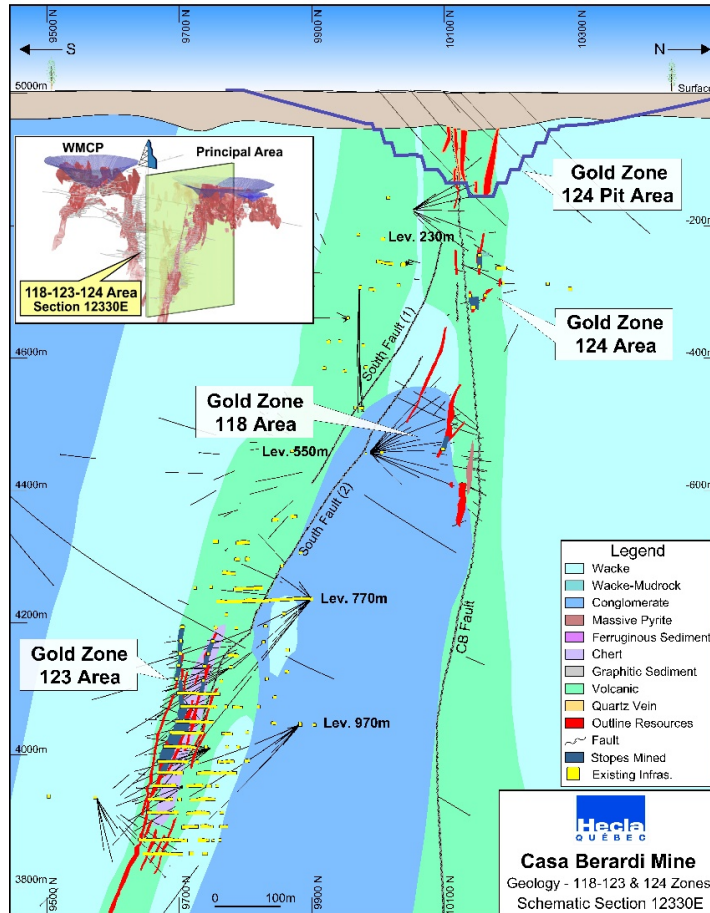 9500 N
9700 N
9900 N
10100 N
10300 N
S
N
5000m
Surface
WMCP
Principal Area
118-123-124 Area
Section 12330E
Gold Zone
124 Pit Area
-200m
Lev. 230m
Gold Zone
124 Area
South Fault (1)
4600m
-400m
Gold Zone
118 Area
Lev. 550m
4400m
-600m
South Fault (2)
Legend
Wacke
Wacke-Mudrock
Conglomerate
Massive Pyrite
Ferruginous Sediment
Chert
Graphitic Sediment
Volcanic
Quartz Vein
Outline Resources
Fault
Stopes Mined
Existing Infras.
Lev. 770m
4200m
CB Fault
Gold Zone
123 Area
Lev. 970m
4000m
Hecla
QUÉBEC
Casa Berardi Mine
Geology - 118-123 & 124 Zones
Schematic Section 12330E
3800m
9500 N
9700 N
0 100m
9900 N
10100 N